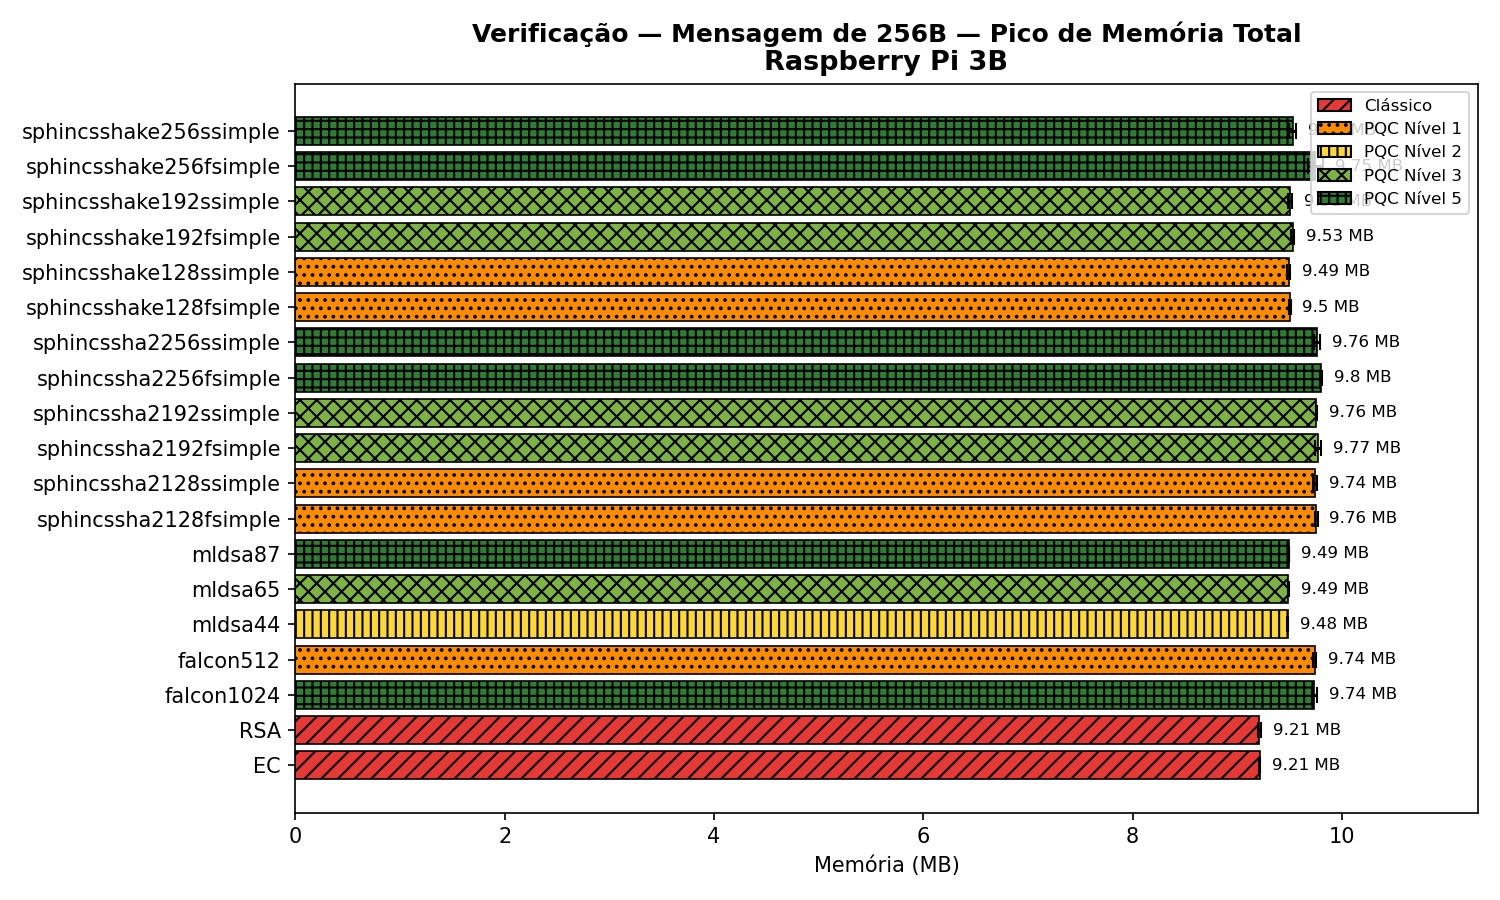 Verificação — Mensagem de 256B — Pico de Memória Total
Raspberry Pi 3B
sphincsshake256ssimple
sphincsshake256fsimple 9.75 MB
sphincsshake192ssimple
sphincsshake192fsimple 9.53 MB
sphincsshake128ssimple 9.49 MB
sphincsshake128fsimple 9.5 MB
sphincssha2256ssimple 9.76 MB
sphincssha2256fsimple 9.8 MB
sphincssha2192ssimple 9.76 MB
sphincssha2192fsimple 9.77 MB
sphincssha2128ssimple 9.74 MB
sphincssha2128fsimple 9.76 MB
mldsa87 9.49 MB
mldsa65 9.49 MB
mldsa44 9.48 MB
falcon512 9.74 MB
falcon1024 9.74 MB
RSA 9.21 MB
EC 9.21 MB
Clássico
PQC Nível 1
PQC Nível 2
PQC Nível 3
PQC Nível 5
0 2 4 6 8 10
Memória (MB)